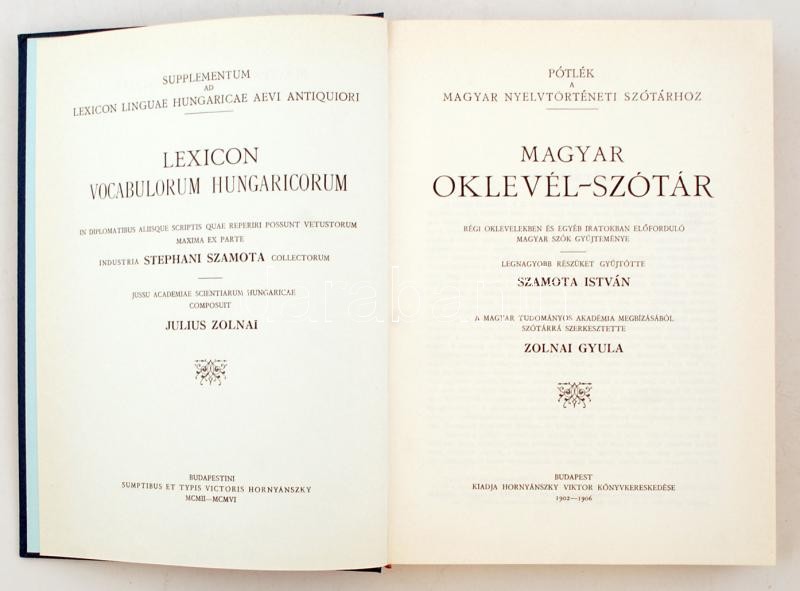 SUPPLEMENTUM
AD
LEXICON LINGUAE HUNGARICAE AEVI ANTIQUIORI
LEXICON
VOCABULORUM HUNGARICORUM
IN DIPLOMATIBUS ALIISQUE SCRIPTIS QUAE REPERIRI POSSUNT VETUSTORUM
MAXIMA EX PARTE
INDUSTRIA STEPHANI SZAMOTA COLLECTORUM
JUSSU ACADEMIAE SCIENTIARUM HUNGARICAE
COMPOSUIT
JULIUS ZOLNAI
BUDAPESTINI
SUMPTIBUS ET TYPIS VICTORIS HORNYÁNSZKY
MCMII—MCMVI
PÓTLÉK
A
MAGYAR NYELVTÖRTÉNETI SZÓTÁRHOZ
MAGYAR
OKLEVÉL-SZÓTÁR
RÉGI OKLEVELEKBEN ÉS EGYÉB IRATOKBAN ELŐFORDULÓ
MAGYAR SZÓK GYŰJTEMÉNYE
LEGNAGYOBB RÉSZÜKET GYŰJTÖTTE
SZAMOTA ISTVÁN
A MAGYAR TUDOMÁNYOS AKADÉMIA MEGBÍZÁSÁBÓL
SZÓTÁRRÁ SZERKESZTETTE
ZOLNAI GYULA
BUDAPEST
KIADJA HORNYÁNSZKY VIKTOR KÖNYVKERESKEDÉSE
1902—1906